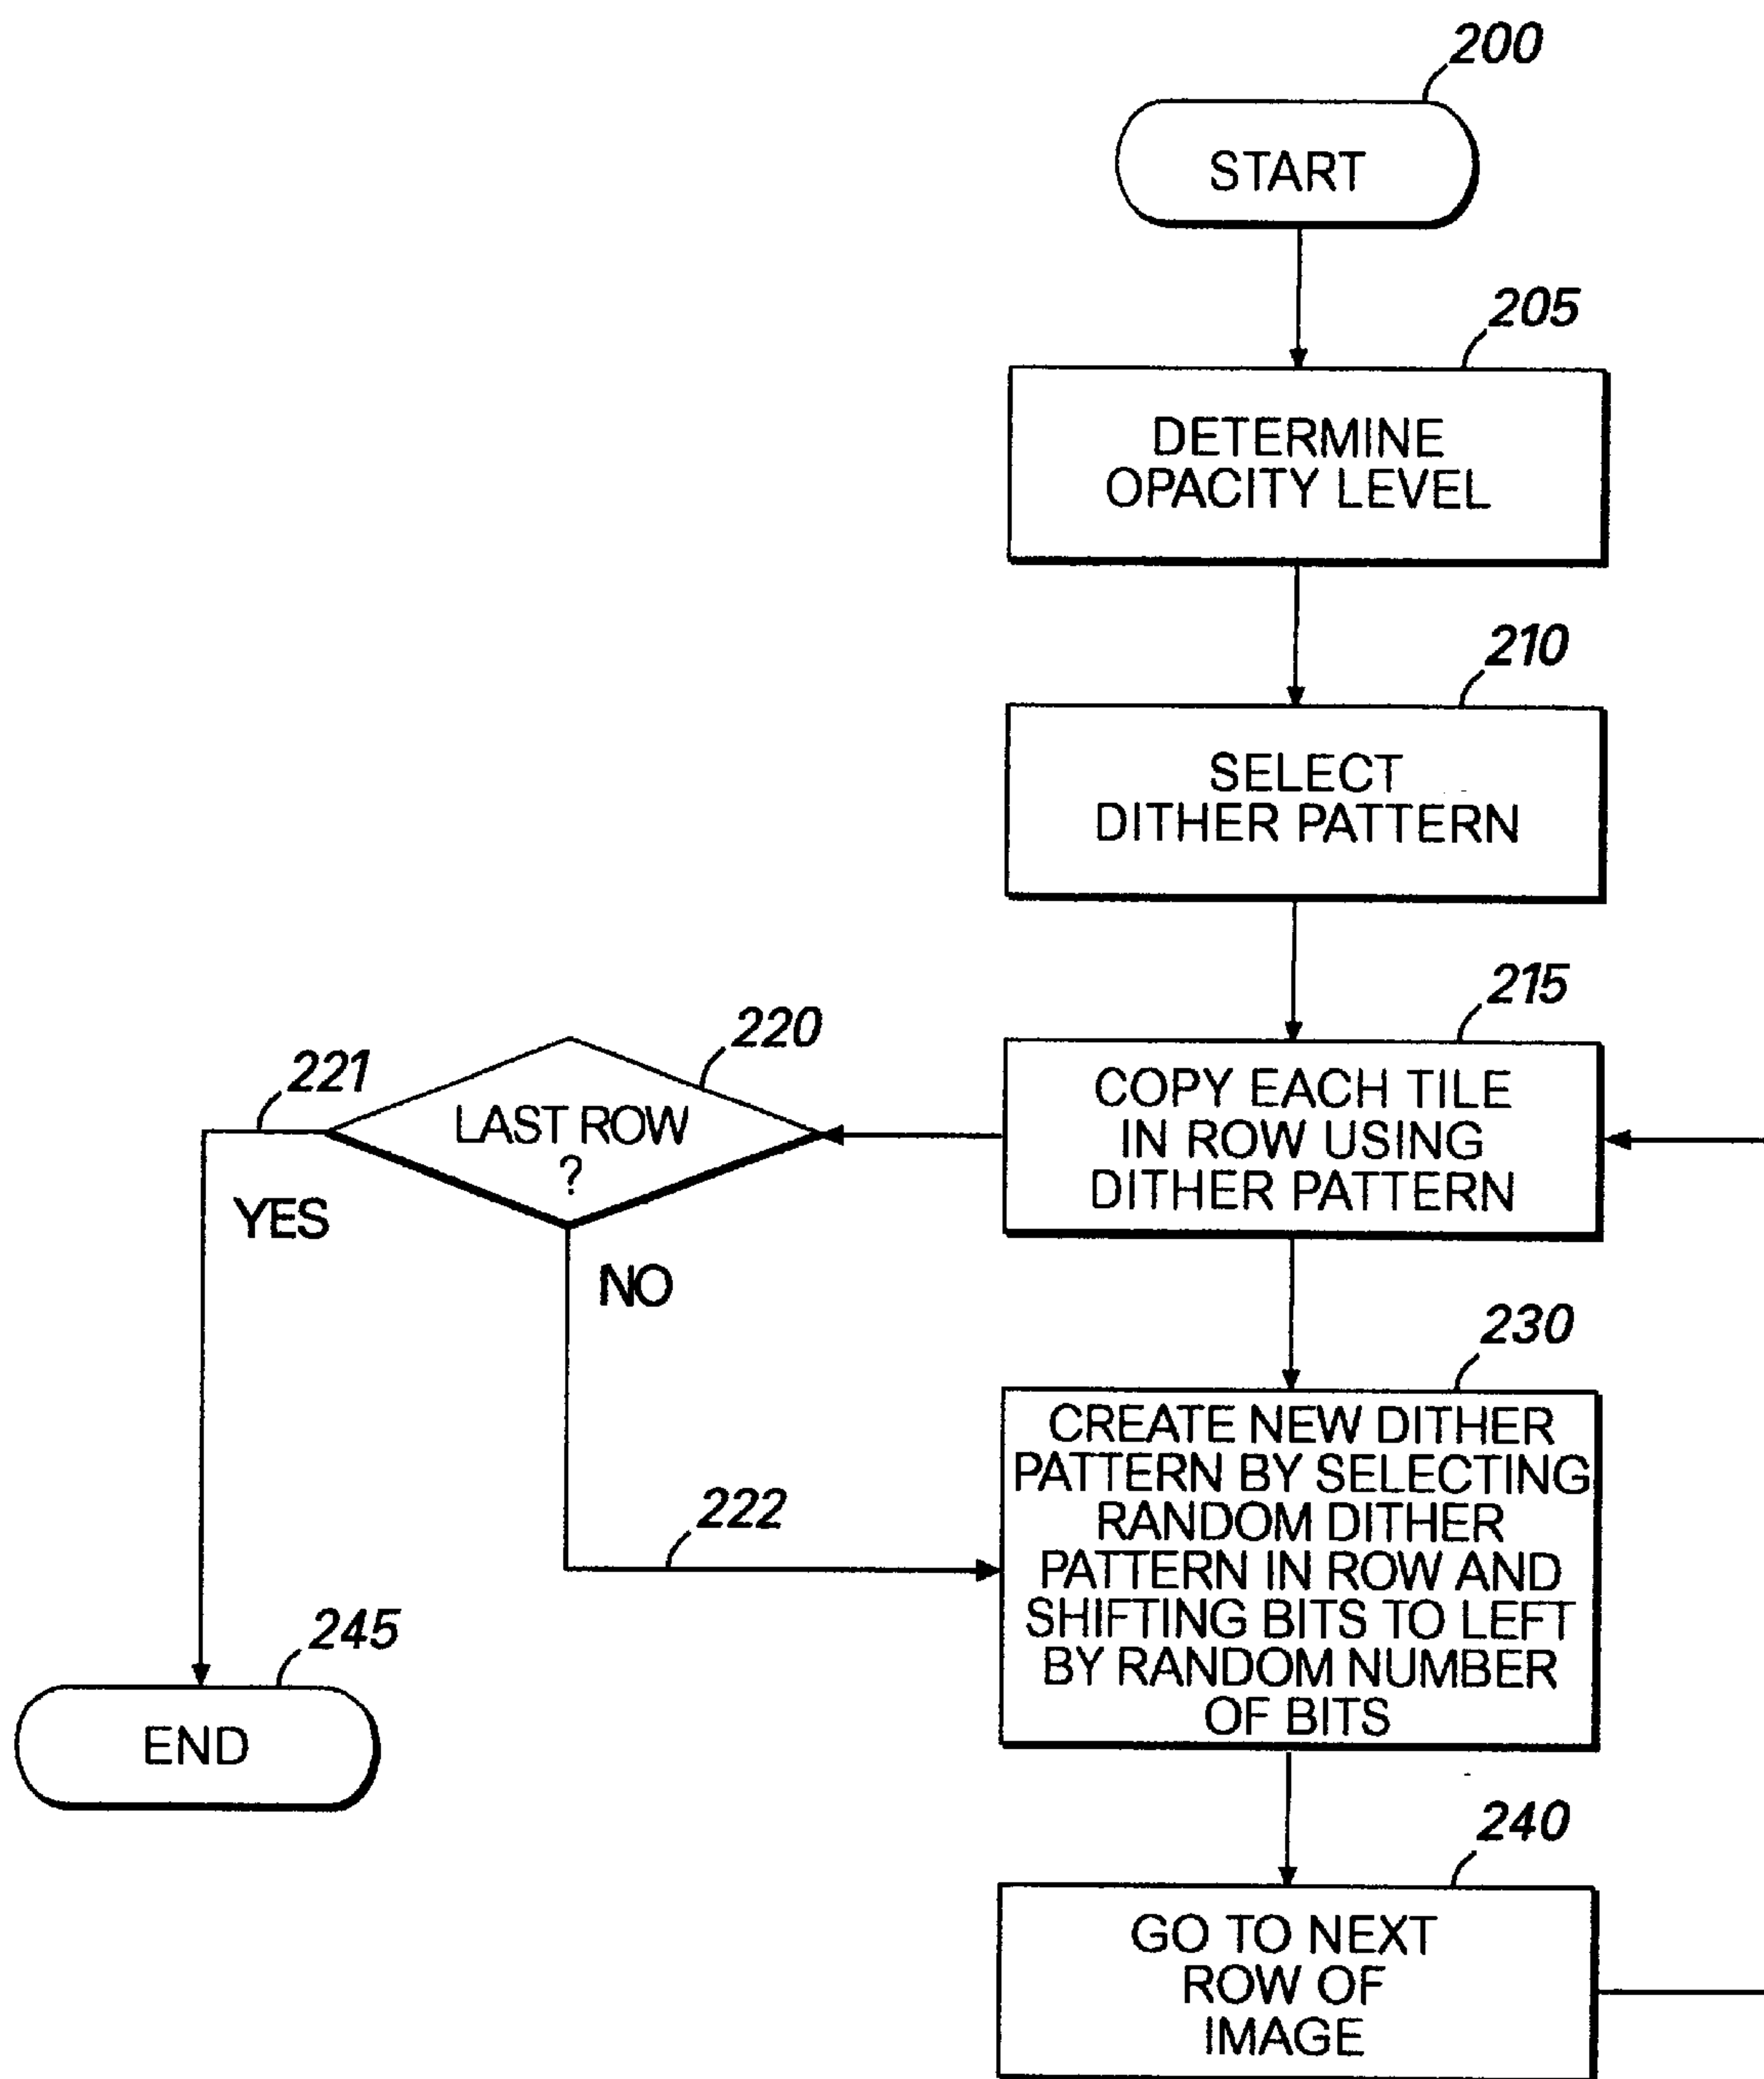 200
START
205
DETERMINE
OPACITY LEVEL
210
SELECT
DITHER PATTERN
215
COPY EACH TILE
IN ROW USING
DITHER PATTERN
220
LAST ROW
?
221
YES
NO
222
230
CREATE NEW DITHER
PATTERN BY SELECTING
RANDOM DITHER
PATTERN IN ROW AND
SHIFTING BITS TO LEFT
BY RANDOM NUMBER
OF BITS
245
END
240
GO TO NEXT
ROW OF
IMAGE